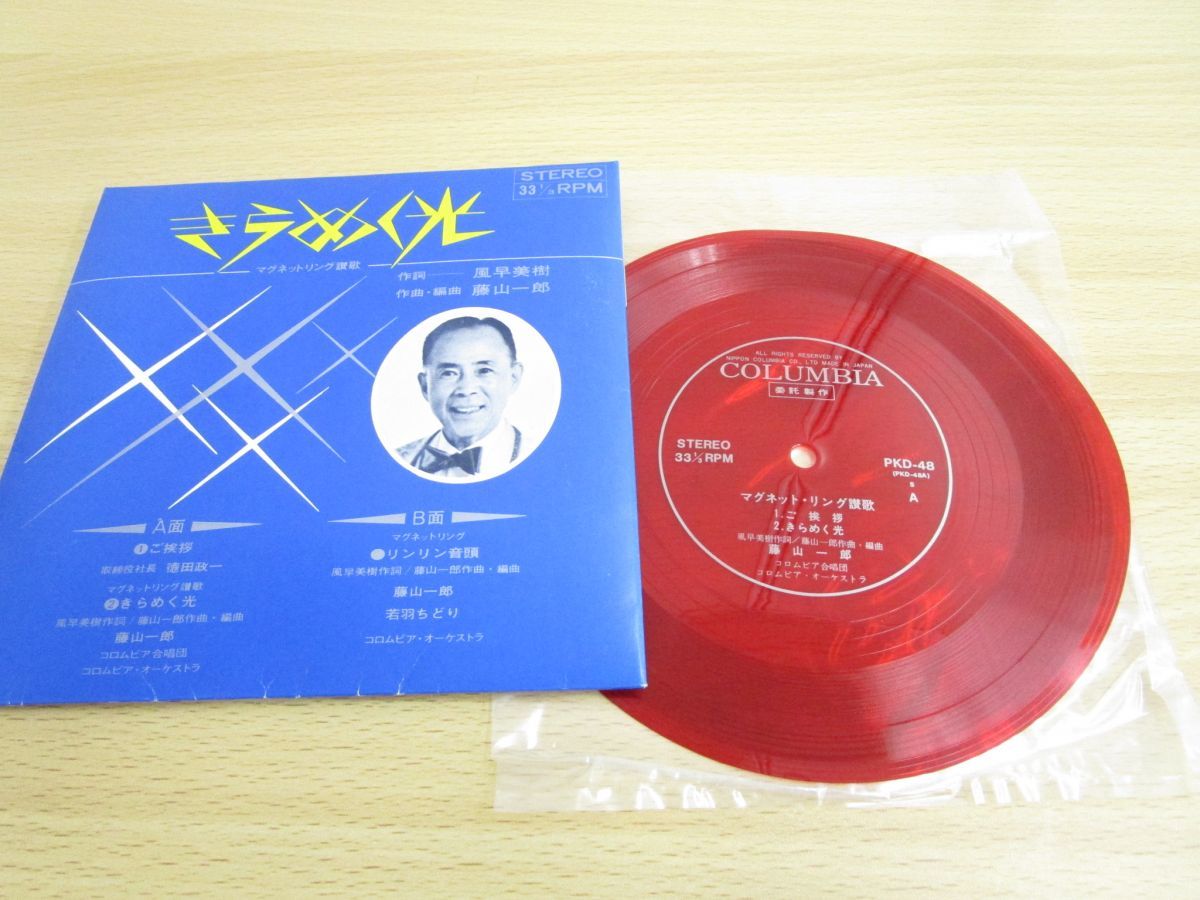 STEREO
33 1/3 RPM
きらめく光
マグネットリング讃歌
作詞 風早美樹
作曲・編曲 藤山一郎
A面
❶ご挨拶
取締役社長 徳田政一
マグネットリング讃歌
❷きらめく光
風早美樹作詞/藤山一郎作曲・編曲
藤山一郎
コロムビア合唱団
コロムビア・オーケストラ
B面
マグネットリング
●リンリン音頭
風早美樹作詞/藤山一郎作曲・編曲
藤山一郎
若羽ちどり
コロムビア・オーケストラ
ALL RIGHTS RESERVED BY
NIPPON COLUMBIA CO., LTD MADE IN JAPAN
COLUMBIA
委託製作
STEREO
33 1/3 RPM
PKD-48
(PKD-48A)
S
A
マグネット・リング讃歌
1.ご挨拶
2.きらめく光
風早美樹作詞/藤山一郎作曲・編曲
藤山一郎
コロムビア合唱団
コロムビア・オーケストラ